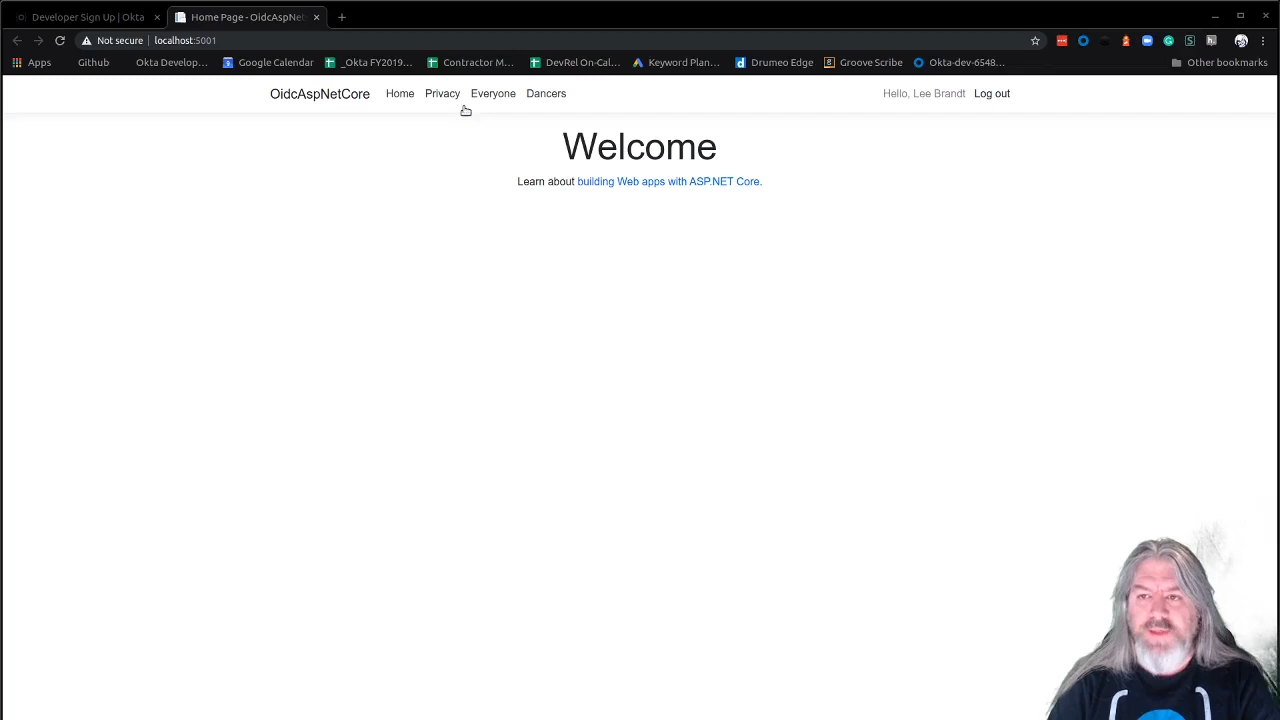 Developer Sign Up | Okta
Home Page - OidcAspNet
Not secure | localhost:5001
Apps Github Okta Develop... Google Calendar _Okta FY2019... Contractor M... DevRel On-Cal... Keyword Plan... Drumeo Edge Groove Scribe Okta-dev-6548... Other bookmarks
OidcAspNetCore Home Privacy Everyone Dancers Hello, Lee Brandt Log out
Welcome
Learn about building Web apps with ASP.NET Core.